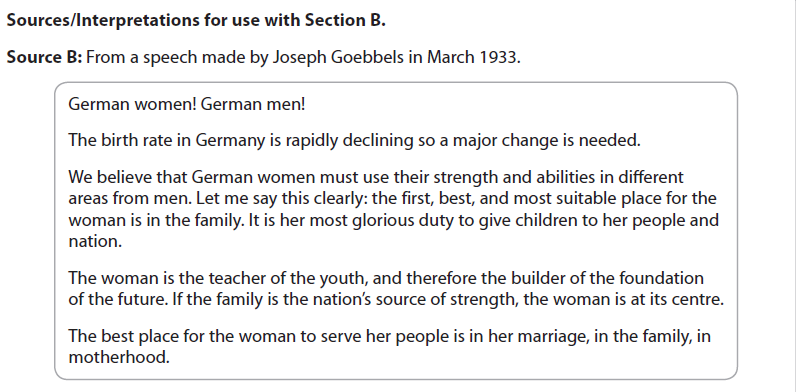 Sources/Interpretations for use with Section B.
Source B: From a speech made by Joseph Goebbels in March 1933.
German women! German men!
The birth rate in Germany is rapidly declining so a major change is needed.
We believe that German women must use their strength and abilities in different
areas from men. Let me say this clearly: the first, best, and most suitable place for the
woman is in the family. It is her most glorious duty to give children to her people and
nation.
The woman is the teacher of the youth, and therefore the builder of the foundation
of the future. If the family is the nation’s source of strength, the woman is at its centre.
The best place for the woman to serve her people is in her marriage, in the family, in
motherhood.